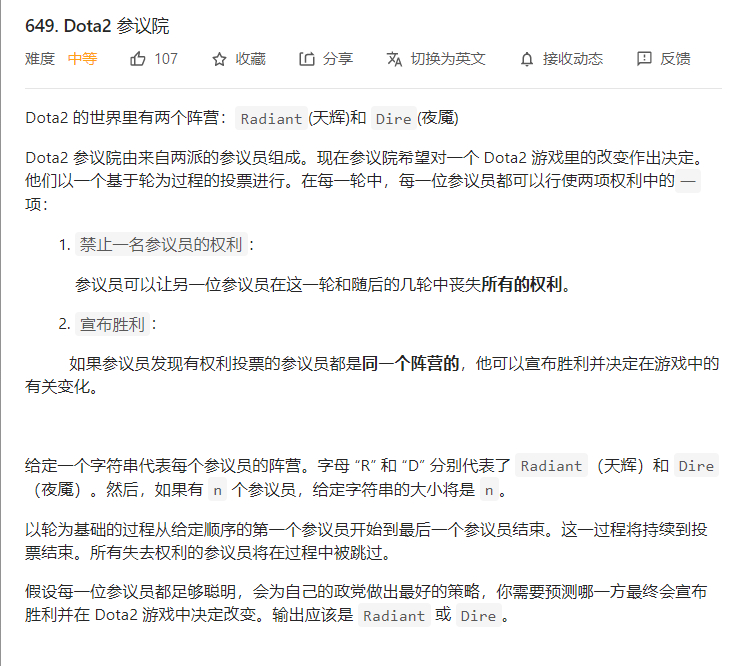 649. Dota2 参议院
难度 中等 107 收藏 分享 切换为英文 接收动态 反馈
Dota2 的世界里有两个阵营：Radiant(天辉)和 Dire(夜魇)
Dota2 参议院由来自两派的参议员组成。现在参议院希望对一个 Dota2 游戏里的改变作出决定。
他们以一个基于轮为过程的投票进行。在每一轮中，每一位参议员都可以行使两项权利中的一
项：
1. 禁止一名参议员的权利：
参议员可以让另一位参议员在这一轮和随后的几轮中丧失所有的权利。
2. 宣布胜利：
如果参议员发现有权利投票的参议员都是同一个阵营的，他可以宣布胜利并决定在游戏中的
有关变化。
给定一个字符串代表每个参议员的阵营。字母 “R” 和 “D” 分别代表了 Radiant（天辉）和 Dire
（夜魇）。然后，如果有 n 个参议员，给定字符串的大小将是 n。
以轮为基础的过程从给定顺序的第一个参议员开始到最后一个参议员结束。这一过程将持续到投
票结束。所有失去权利的参议员将在过程中被跳过。
假设每一位参议员都足够聪明，会为自己的政党做出最好的策略，你需要预测哪一方最终会宣布
胜利并在 Dota2 游戏中决定改变。输出应该是 Radiant 或 Dire。